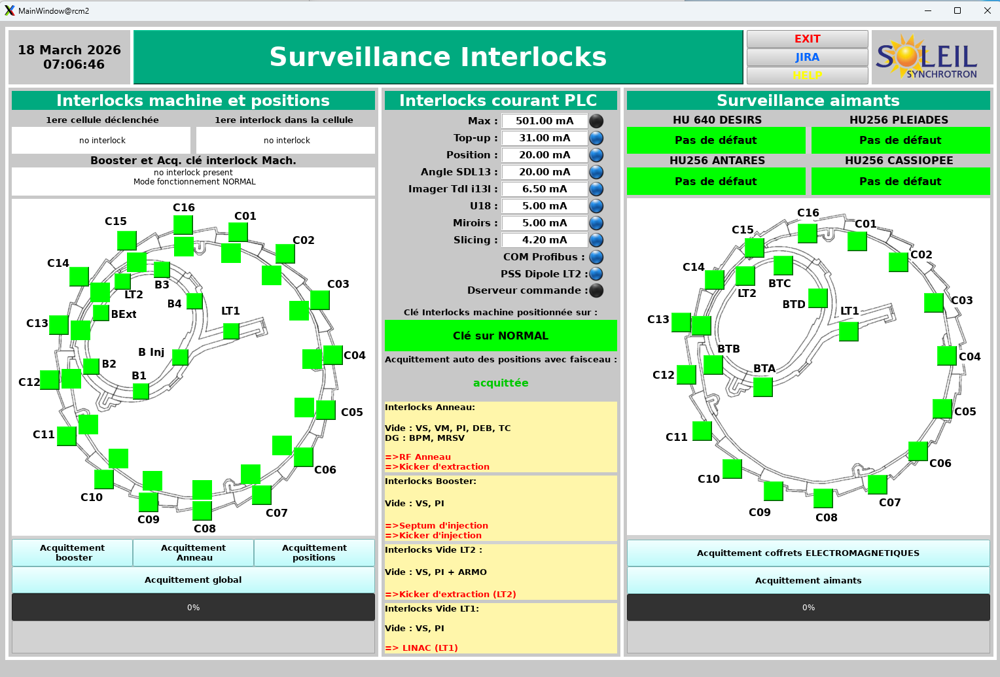 MainWindow@rcm2
18 March 2026
07:06:46
Surveillance Interlocks
EXIT
JIRA
HELP
SOLEIL
SYNCHROTRON
Interlocks machine et positions
1ere cellule déclenchée
1ere interlock dans la cellule
no interlock
no interlock
Booster et Acq. clé interlock Mach.
no interlock present
Mode fonctionnement NORMAL
C16
C15
C01
C02
C14
B3
LT2
C03
B4
BExt
LT1
C13
B Inj
C04
B2
C12
B1
C05
C11
C06
C10
C07
C09
C08
Acquittement
booster
Acquittement
Anneau
Acquittement
positions
Acquittement global
0%
Interlocks courant PLC
Max : 501.00 mA
Top-up : 31.00 mA
Position : 20.00 mA
Angle SDL13 : 20.00 mA
Imager Tdl i13l : 6.50 mA
U18 : 5.00 mA
Miroirs : 5.00 mA
Slicing : 4.20 mA
COM Profibus :
PSS Dipole LT2 :
Dserveur commande :
Clé Interlocks machine positionnée sur :
Clé sur NORMAL
Acquittement auto des positions avec faisceau :
acquittée
Interlocks Anneau:
Vide : VS, VM, PI, DEB, TC
DG : BPM, MRSV
=>RF Anneau
=>Kicker d'extraction
Interlocks Booster:
Vide : VS, PI
=>Septum d'injection
=>Kicker d'injection
Interlocks Vide LT2 :
Vide : VS, PI + ARMO
=>Kicker d'extraction (LT2)
Interlocks Vide LT1:
Vide : VS, PI
=> LINAC (LT1)
Surveillance aimants
HU 640 DESIRS
HU256 PLEIADES
Pas de défaut
Pas de défaut
HU256 ANTARES
HU256 CASSIOPEE
Pas de défaut
Pas de défaut
C16
C01
C15
C02
C14
BTC
LT2
C03
BTD
LT1
C13
BTB
C04
BTA
C12
C05
C11
C06
C10
C07
C09
C08
Acquittement coffrets ELECTROMAGNETIQUES
Acquittement aimants
0%